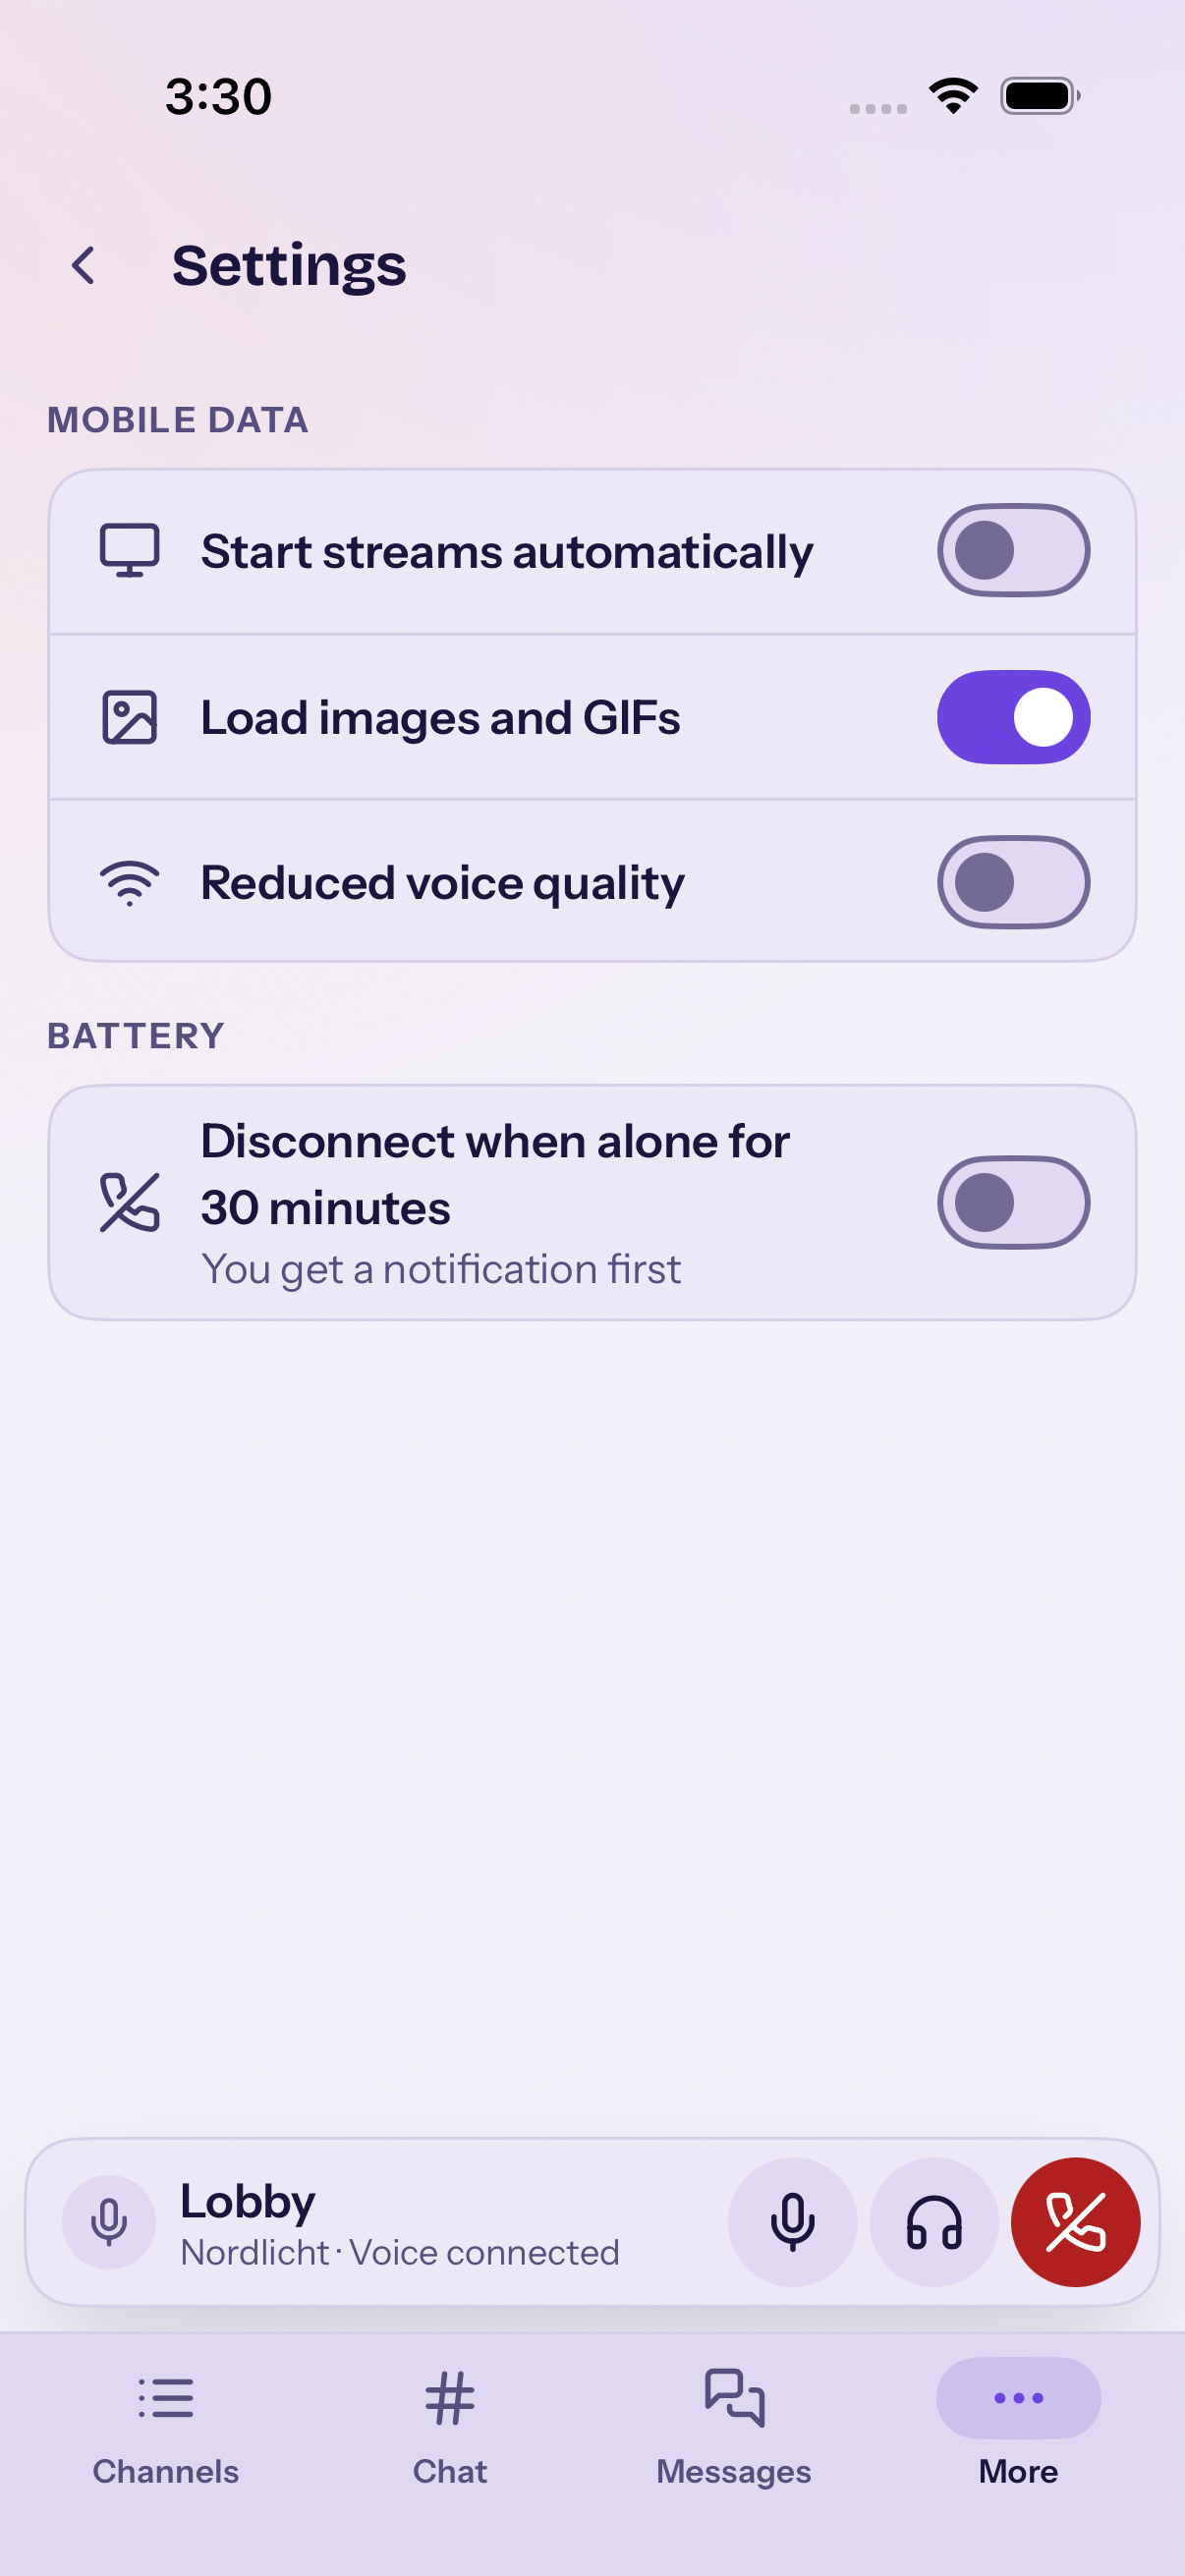 3:30
Settings
MOBILE DATA
Start streams automatically
Load images and GIFs
Reduced voice quality
BATTERY
Disconnect when alone for
30 minutes
You get a notification first
Lobby
Nordlicht · Voice connected
Channels
Chat
Messages
More